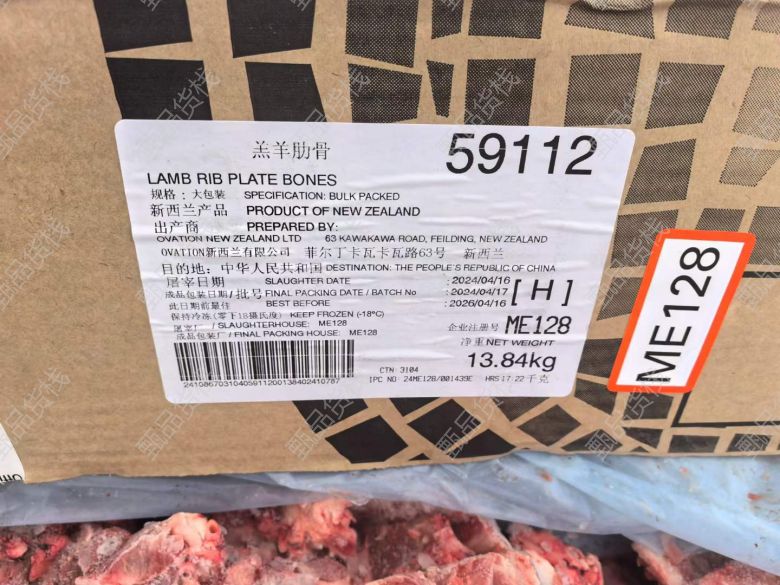 羔羊肋骨
59112
LAMB RIB PLATE BONES
规格：大包装 SPECIFICATION: BULK PACKED
新西兰产品 PRODUCT OF NEW ZEALAND
出产商 PREPARED BY:
OVATION NEW ZEALAND LTD 63 KAWAKAWA ROAD, FEILDING, NEW ZEALAND
OVATION新西兰有限公司 菲尔丁卡瓦卡瓦路63号 新西兰
目的地：中华人民共和国 DESTINATION: THE PEOPLE'S REPUBLIC OF CHINA
屠宰日期 SLAUGHTER DATE :2024/04/16
成品包装日期/批号 FINAL PACKING DATE / BATCH No :2024/04/17
此日期前最佳 BEST BEFORE :2026/04/16
[H]
保持冷冻(零下18摄氏度) KEEP FROZEN (-18°C)
屠宰厂 / SLAUGHTERHOUSE: ME128
成品包装厂 / FINAL PACKING HOUSE: ME128
企业注册号 ME128
净重 NET WEIGHT
13.84kg
千克
CTN 3104
IPC NO 24ME128/001439E HRS 17.22
24108670310405911200138402410787
ME128
甄品货栈